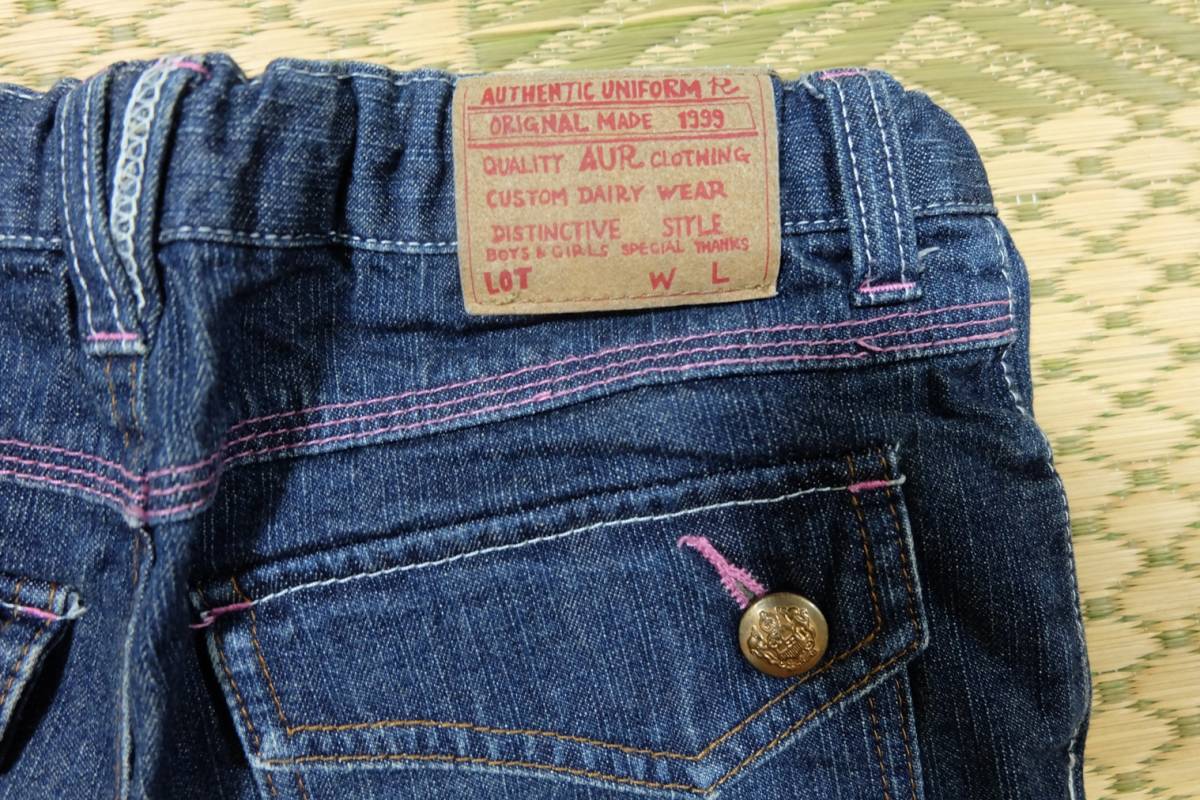 AUTHENTIC UNIFORM R
ORIGNAL MADE 1999
QUALITY AUR CLOTHING
CUSTOM DAIRY WEAR
DISTINCTIVE STYLE
BOYS & GIRLS SPECIAL THANKS
LOT W L